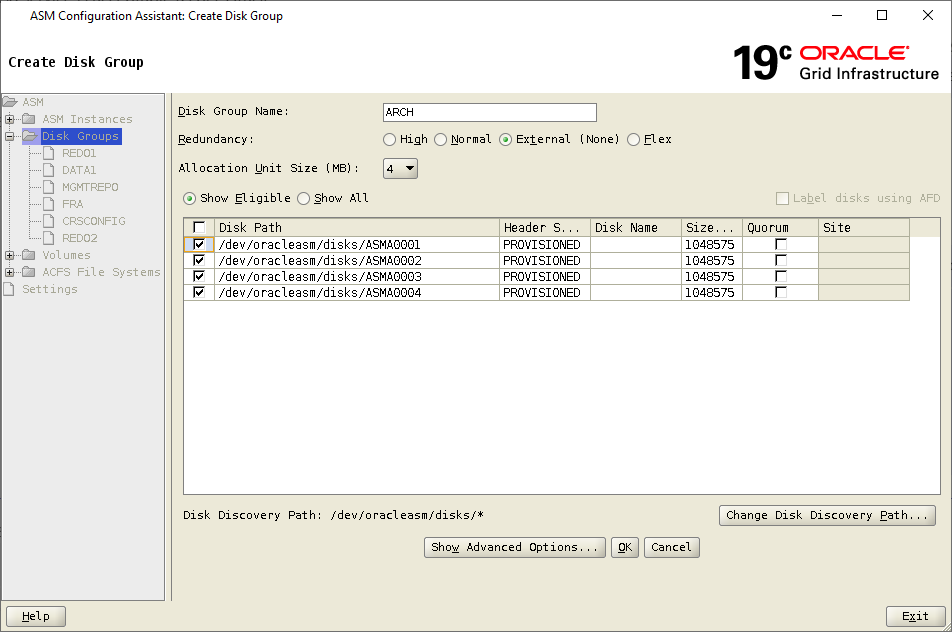 ASM Configuration Assistant: Create Disk Group
Create Disk Group
19c ORACLE
Grid Infrastructure
ASM
ASM Instances
Disk Groups
REDO1
DATA1
MGMTREPO
FRA
CRSCONFIG
REDO2
Volumes
ACFS File Systems
Settings
Disk Group Name: ARCH
Redundancy: High Normal External (None) Flex
Allocation Unit Size (MB): 4
Show Eligible Show All Label disks using AFD
Disk Path Header S... Disk Name Size... Quorum Site
/dev/oracleasm/disks/ASMA0001 PROVISIONED 1048575
/dev/oracleasm/disks/ASMA0002 PROVISIONED 1048575
/dev/oracleasm/disks/ASMA0003 PROVISIONED 1048575
/dev/oracleasm/disks/ASMA0004 PROVISIONED 1048575
Disk Discovery Path: /dev/oracleasm/disks/* Change Disk Discovery Path...
Show Advanced Options... OK Cancel
Help Exit